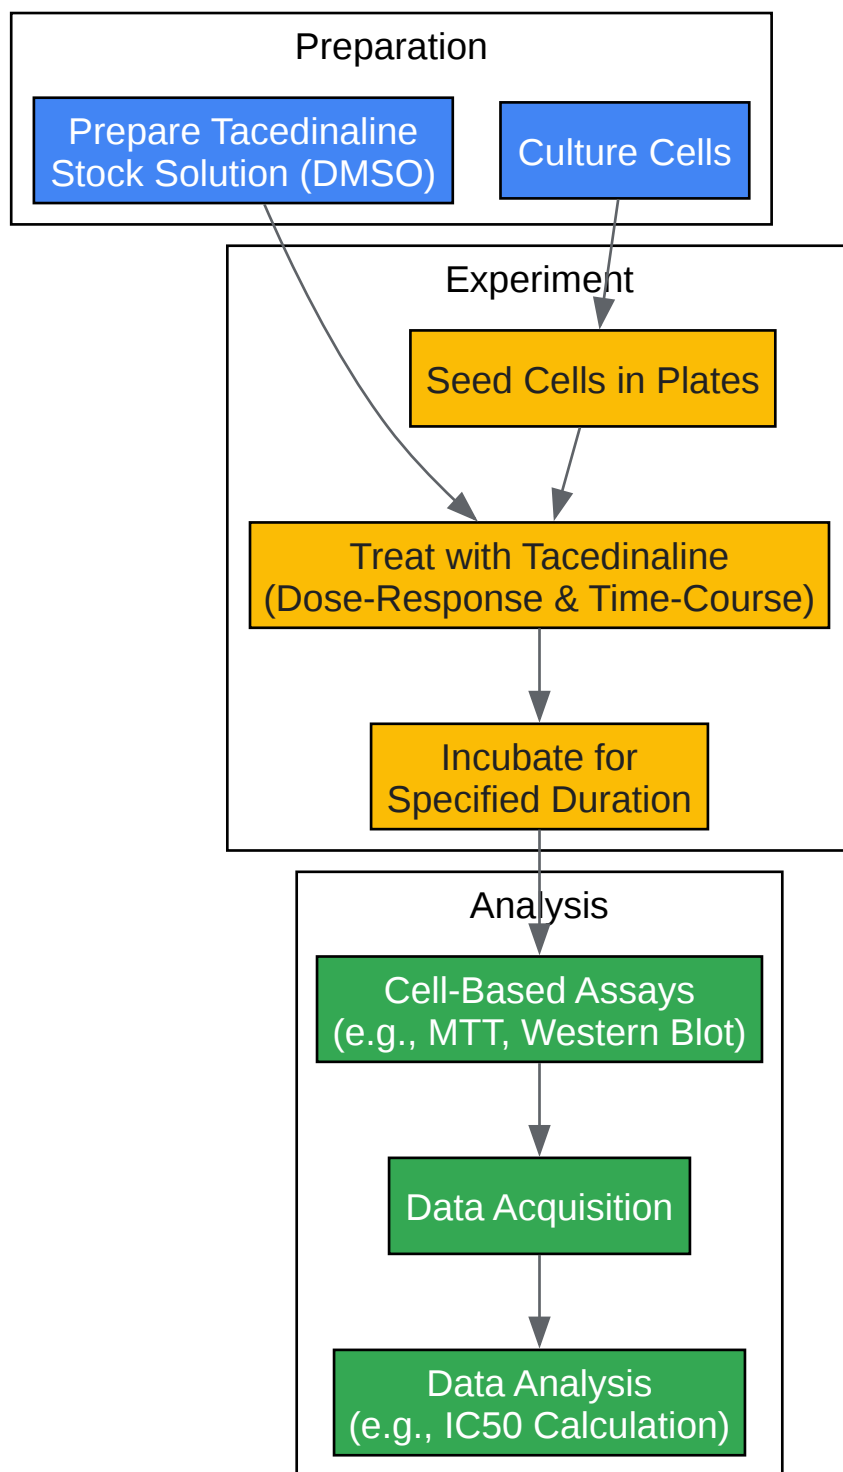 Preparation
Prepare Tacedinaline
Stock Solution (DMSO)
Culture Cells
Experiment
Seed Cells in Plates
Treat with Tacedinaline
(Dose-Response & Time-Course)
Incubate for
Specified Duration
Analysis
Cell-Based Assays
(e.g., MTT, Western Blot)
Data Acquisition
Data Analysis
(e.g., IC50 Calculation)